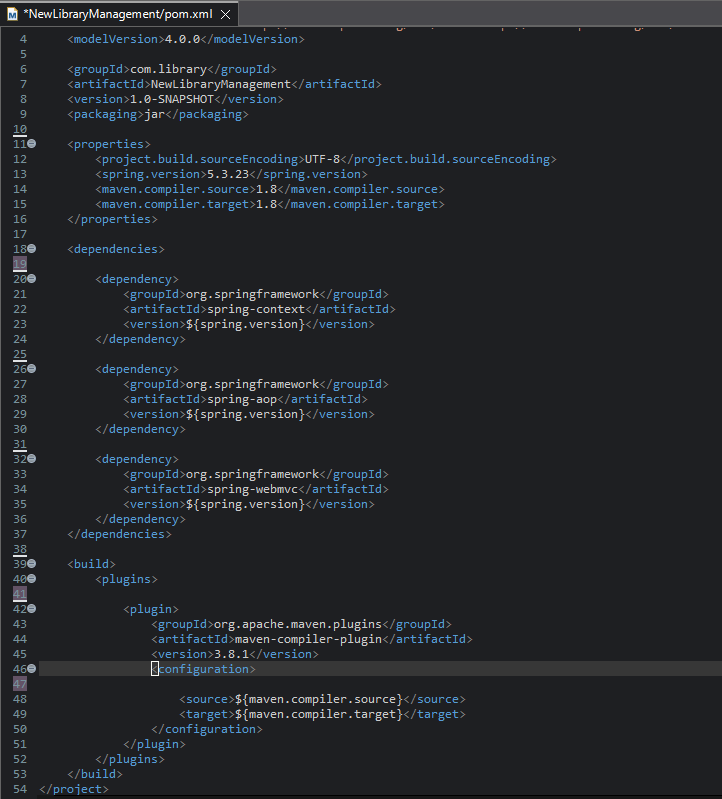 *NewLibraryManagement/pom.xml
4 <modelVersion>4.0.0</modelVersion>
5
6 <groupId>com.library</groupId>
7 <artifactId>NewLibraryManagement</artifactId>
8 <version>1.0-SNAPSHOT</version>
9 <packaging>jar</packaging>
10
11 <properties>
12 <project.build.sourceEncoding>UTF-8</project.build.sourceEncoding>
13 <spring.version>5.3.23</spring.version>
14 <maven.compiler.source>1.8</maven.compiler.source>
15 <maven.compiler.target>1.8</maven.compiler.target>
16 </properties>
17
18 <dependencies>
19
20 <dependency>
21 <groupId>org.springframework</groupId>
22 <artifactId>spring-context</artifactId>
23 <version>${spring.version}</version>
24 </dependency>
25
26 <dependency>
27 <groupId>org.springframework</groupId>
28 <artifactId>spring-aop</artifactId>
29 <version>${spring.version}</version>
30 </dependency>
31
32 <dependency>
33 <groupId>org.springframework</groupId>
34 <artifactId>spring-webmvc</artifactId>
35 <version>${spring.version}</version>
36 </dependency>
37 </dependencies>
38
39 <build>
40 <plugins>
41
42 <plugin>
43 <groupId>org.apache.maven.plugins</groupId>
44 <artifactId>maven-compiler-plugin</artifactId>
45 <version>3.8.1</version>
46 <configuration>
47
48 <source>${maven.compiler.source}</source>
49 <target>${maven.compiler.target}</target>
50 </configuration>
51 </plugin>
52 </plugins>
53 </build>
54 </project>